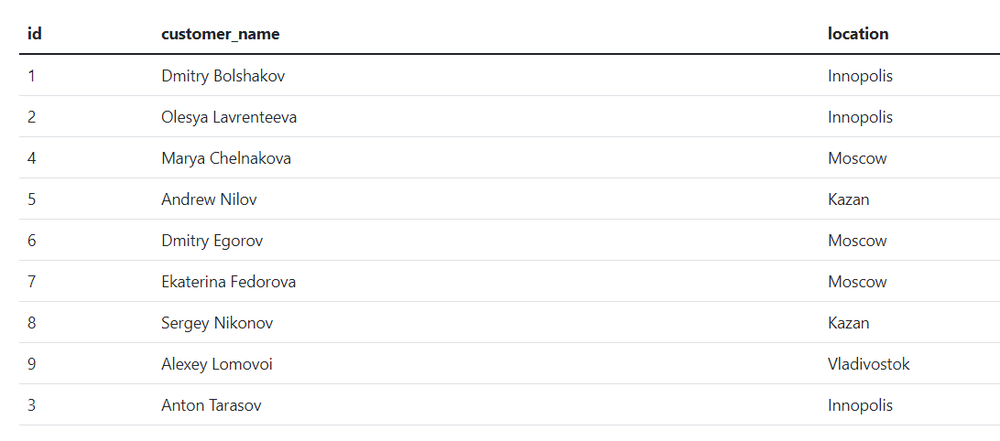 id customer_name location
1 Dmitry Bolshakov Innopolis
2 Olesya Lavrenteeva Innopolis
4 Marya Chelnakova Moscow
5 Andrew Nilov Kazan
6 Dmitry Egorov Moscow
7 Ekaterina Fedorova Moscow
8 Sergey Nikonov Kazan
9 Alexey Lomovoi Vladivostok
3 Anton Tarasov Innopolis